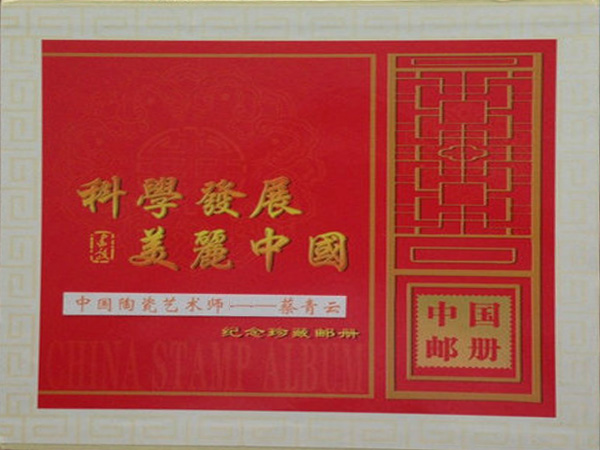 科學發展
美麗中國
中国陶瓷艺术师——蔡青云
纪念珍藏邮册
CHINA STAMP ALBUM
中国
邮册